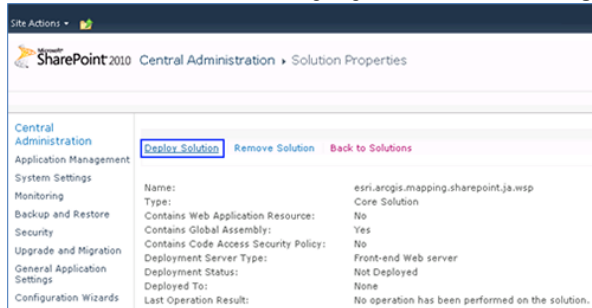 Site Actions
Microsoft
SharePoint 2010 Central Administration Solution Properties
Central Administration
Application Management
System Settings
Monitoring
Backup and Restore
Security
Upgrade and Migration
General Application Settings
Configuration Wizards
Deploy Solution Remove Solution Back to Solutions
Name: esri.arcgis.mapping.sharepoint.ja.wsp
Type: Core Solution
Contains Web Application Resource: No
Contains Global Assembly: Yes
Contains Code Access Security Policy: No
Deployment Server Type: Front-end Web server
Deployment Status: Not Deployed
Deployed To: None
Last Operation Result: No operation has been performed on the solution.